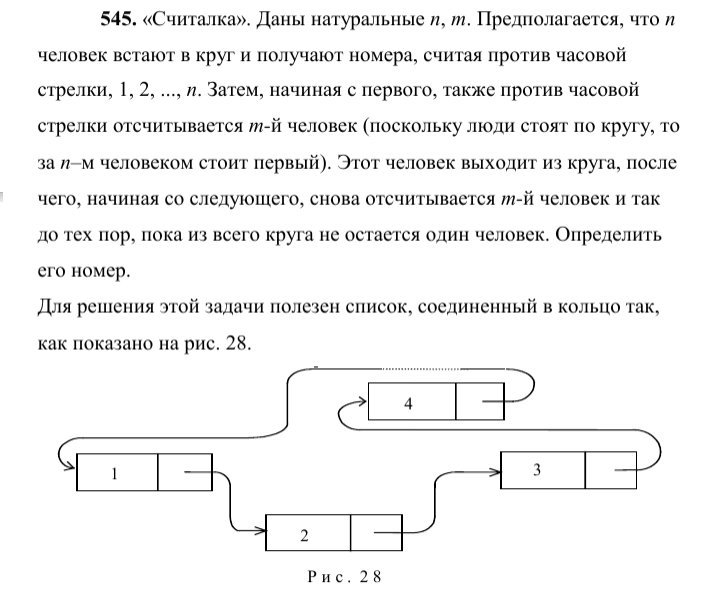 545. «Считалка». Даны натуральные n, m. Предполагается, что n
человек встают в круг и получают номера, считая против часовой
стрелки, 1, 2, ..., n. Затем, начиная с первого, также против часовой
стрелки отсчитывается m-й человек (поскольку люди стоят по кругу, то
за n–м человеком стоит первый). Этот человек выходит из круга, после
чего, начиная со следующего, снова отсчитывается m-й человек и так
до тех пор, пока из всего круга не остается один человек. Определить
его номер.
Для решения этой задачи полезен список, соединенный в кольцо так,
как показано на рис. 28.
4
1
3
2
Рис. 28